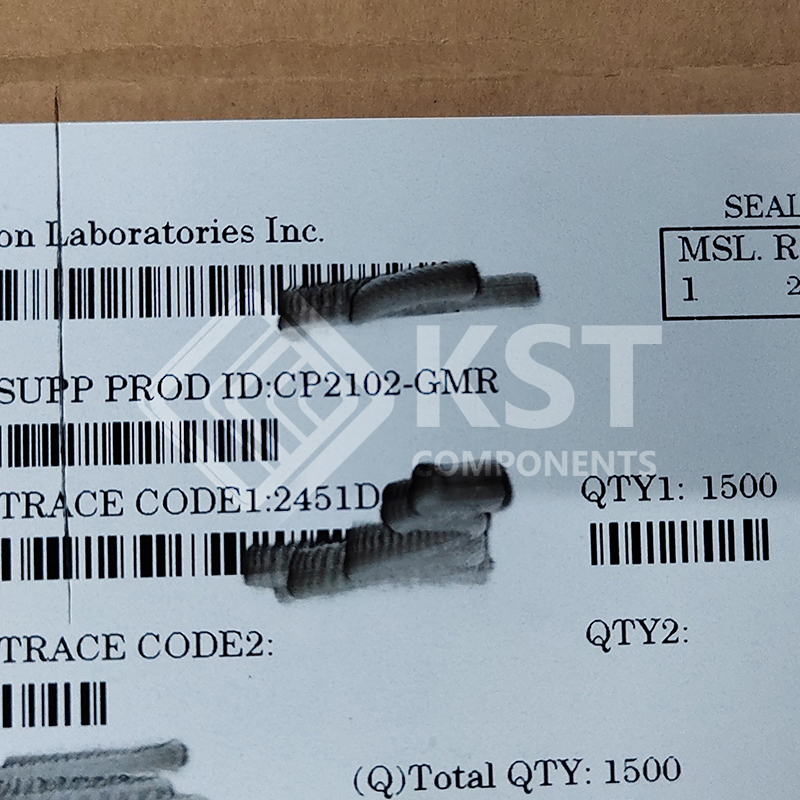 SEAL
on Laboratories Inc.
MSL. R
1 2
SUPP PROD ID:CP2102-GMR
KST
COMPONENTS
TRACE CODE1:2451D
QTY1: 1500
TRACE CODE2:
QTY2:
(Q)Total QTY: 1500